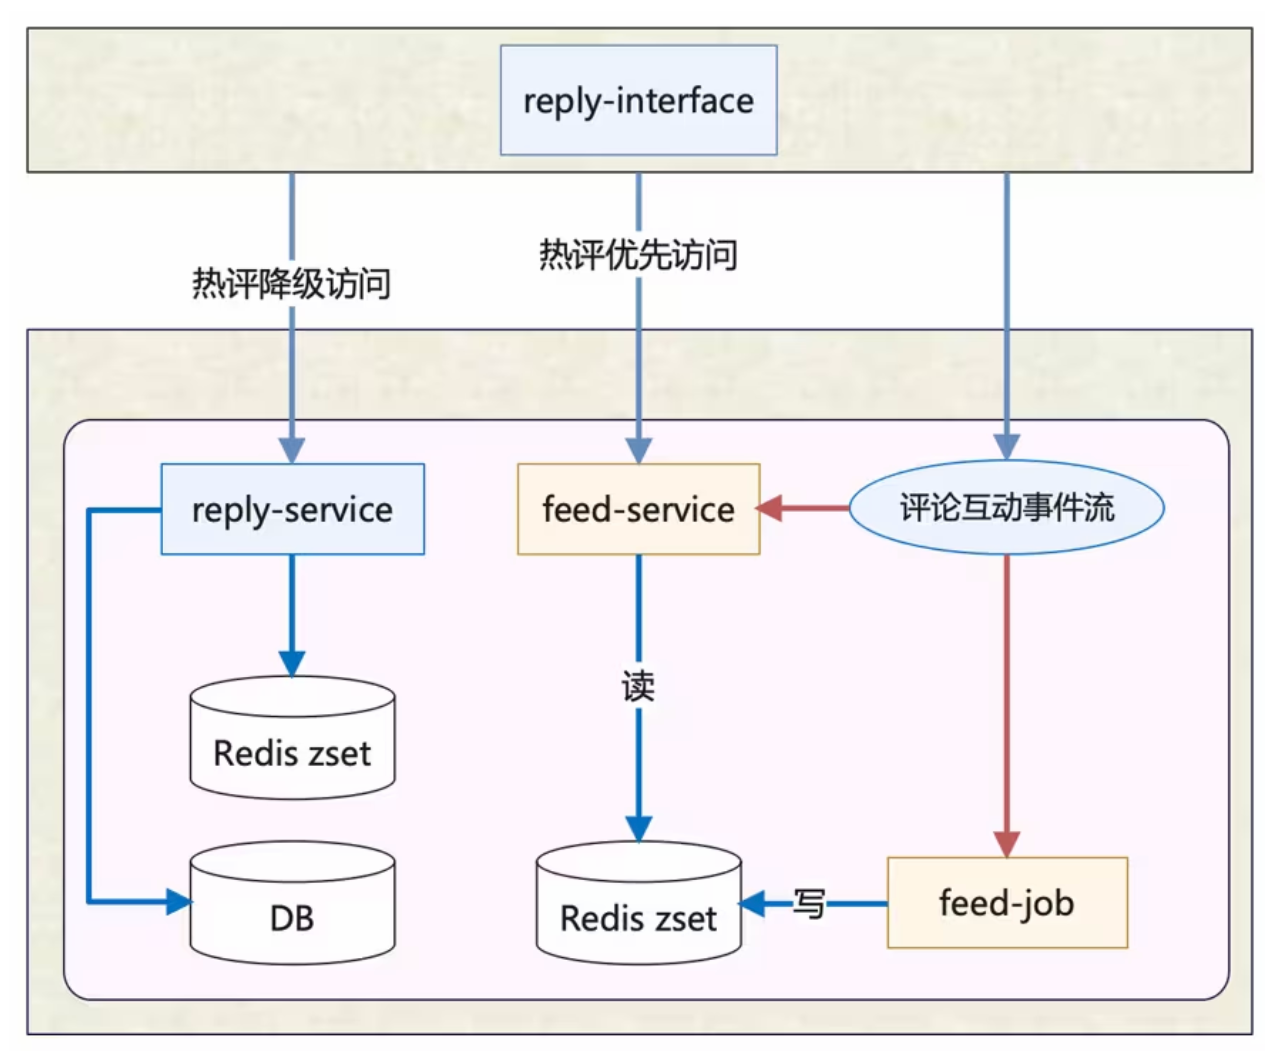 reply-interface
热评优先访问
热评降级访问
reply-service
feed-service
评论互动事件流
读
Redis zset
DB
Redis zset
写
feed-job